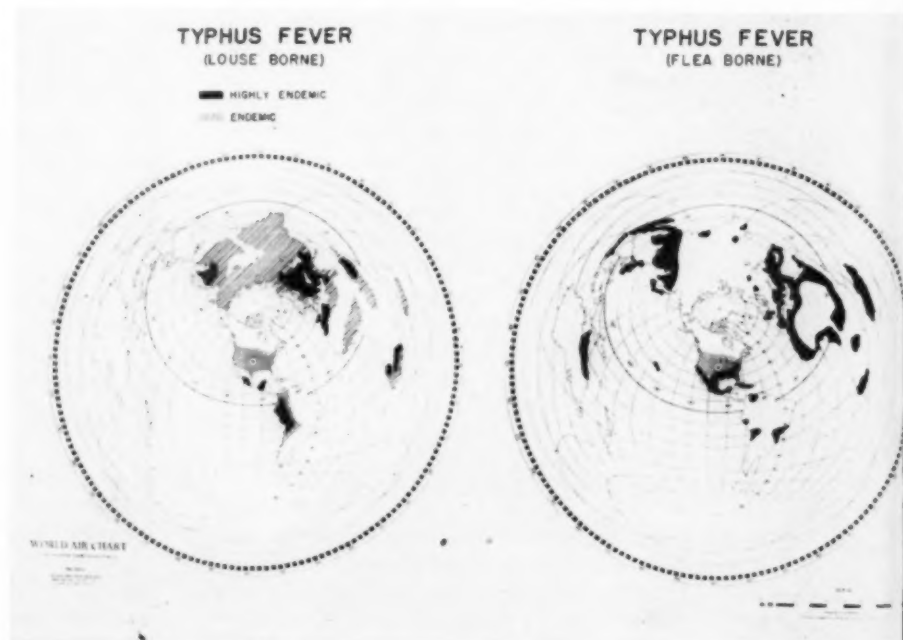 TYPHUS FEVER
(LOUSE BORNE)
HIGHLY ENDEMIC
ENDEMIC
TYPHUS FEVER
(FLEA BORNE)
WORLD AIR CHART